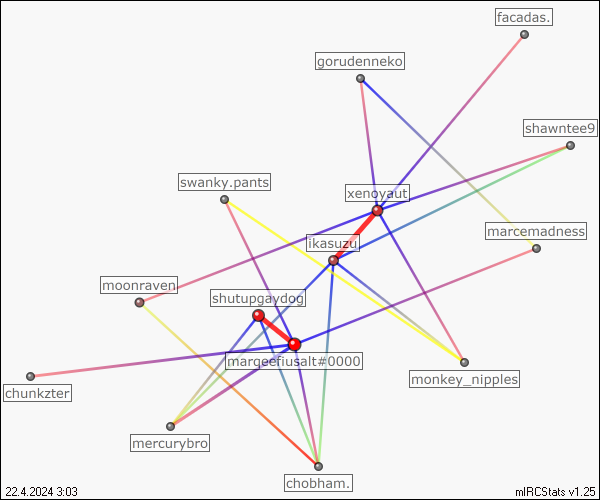 facadas.
gorudenneko
shawntee9
swanky.pants
xenoyaut
marcemadness
ikasuzu
moonraven
shutupgaydog
marqeefiusalt#0000
monkey_nipples
chunkzter
mercurybro
chobham.
22.4.2024 3:03
mIRCStats v1.25